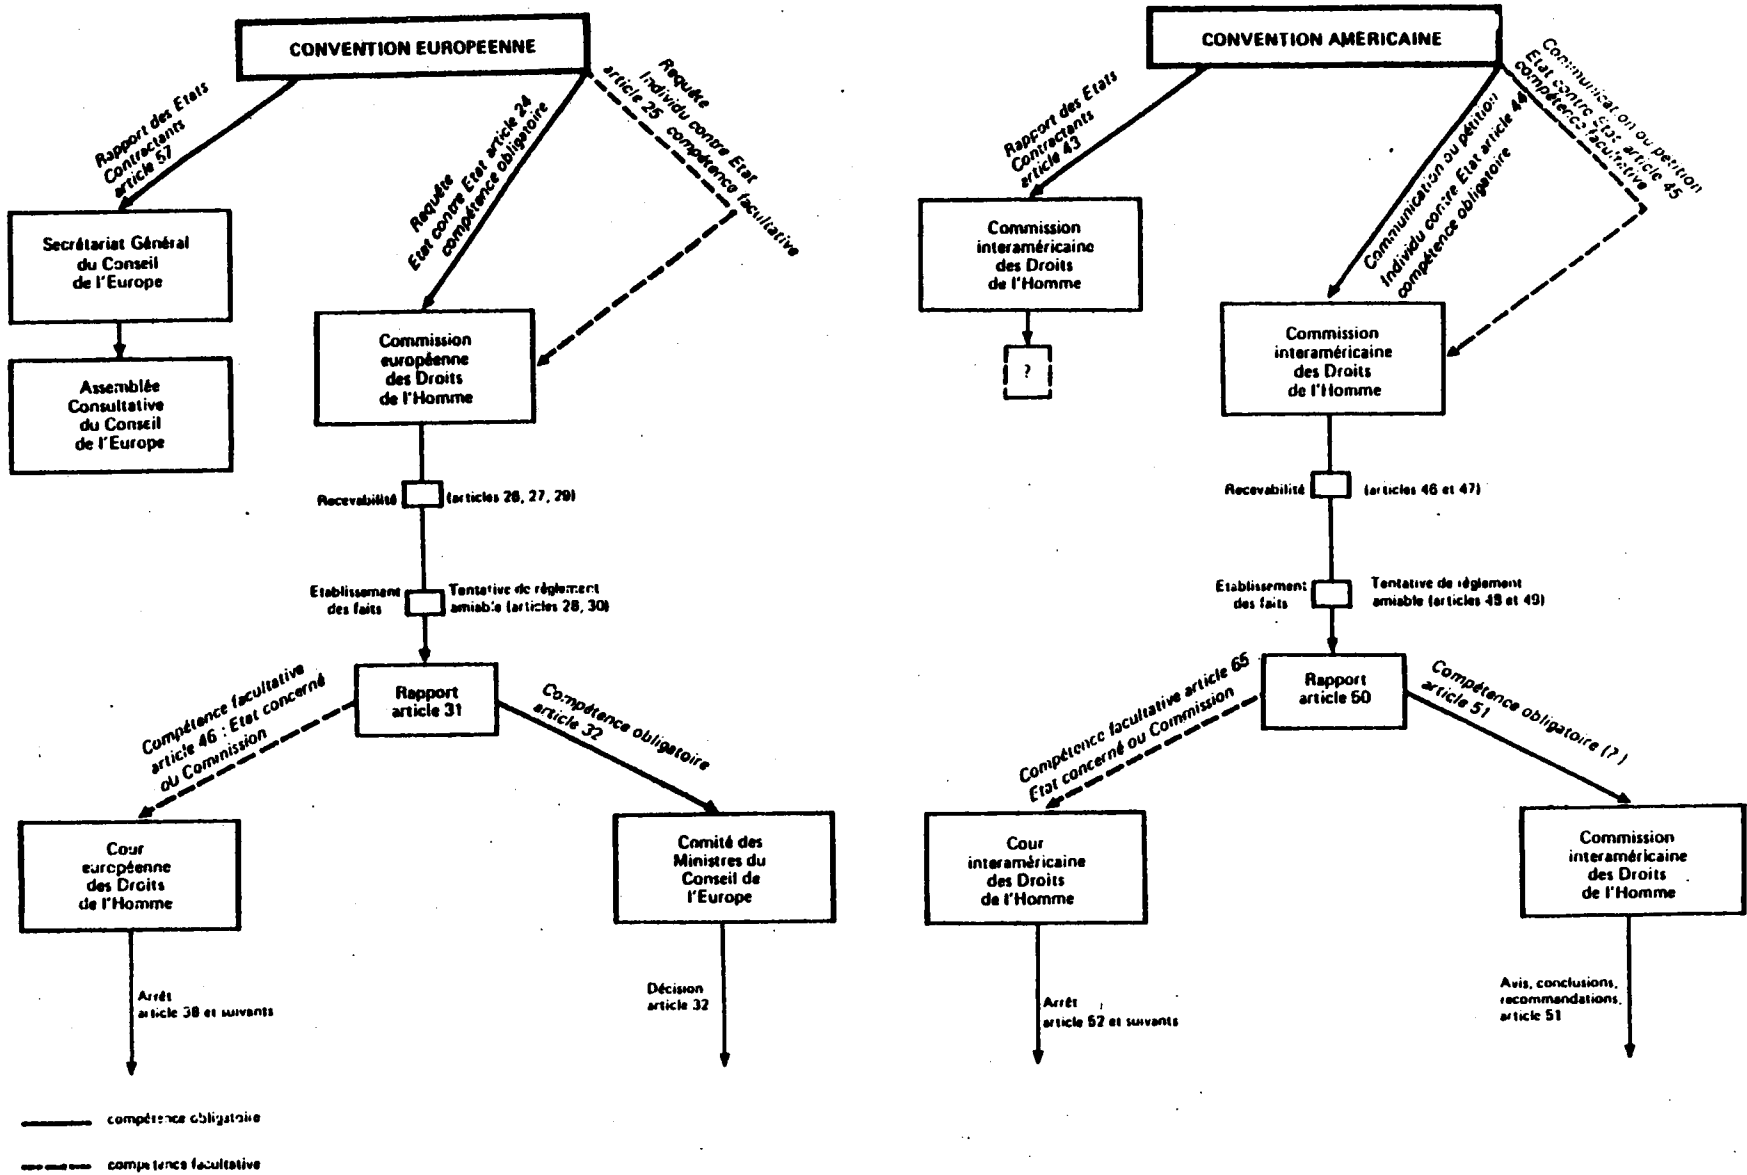 CONVENTION EUROPEENNE
Rapport des Etats
Contractants
article 57
Requête
Etat contre Etat article 24
compétence obligatoire
Requête
Individu contre Etat
article 25 compétence facultative
Secrétariat Général
du Conseil
de l'Europe
Assemblée
Consultative
du Conseil
de l'Europe
Commission
européenne
des Droits
de l'Homme
Recevabilité
(articles 26, 27, 29)
Etablissement
des faits
Tentative de règlement
amiable (articles 28, 30)
Rapport
article 31
Compétence facultative
article 46 : Etat concerné
ou Commission
Compétence obligatoire
article 32
Cour
européenne
des Droits
de l'Homme
Comité des
Ministres du
Conseil de
l'Europe
Arrêt
article 38 et suivants
Décision
article 32
compétence obligatoire
compétence facultative
CONVENTION AMERICAINE
Rapport des Etats
Contractants
article 43
Communication ou pétition
Individu contre Etat article 44
compétence obligatoire
Communication ou pétition
Etat contre Etat article 45
compétence facultative
Commission
interaméricaine
des Droits
de l'Homme
?
Commission
interaméricaine
des Droits
de l'Homme
Recevabilité
(articles 46 et 47)
Etablissement
des faits
Tentative de règlement
amiable (articles 48 et 49)
Rapport
article 50
Compétence facultative article 65
Etat concerné ou Commission
Compétence obligatoire (?)
article 51
Cour
interaméricaine
des Droits
de l'Homme
Commission
interaméricaine
des Droits
de l'Homme
Arrêt
article 52 et suivants
Avis, conclusions,
recommandations,
article 51